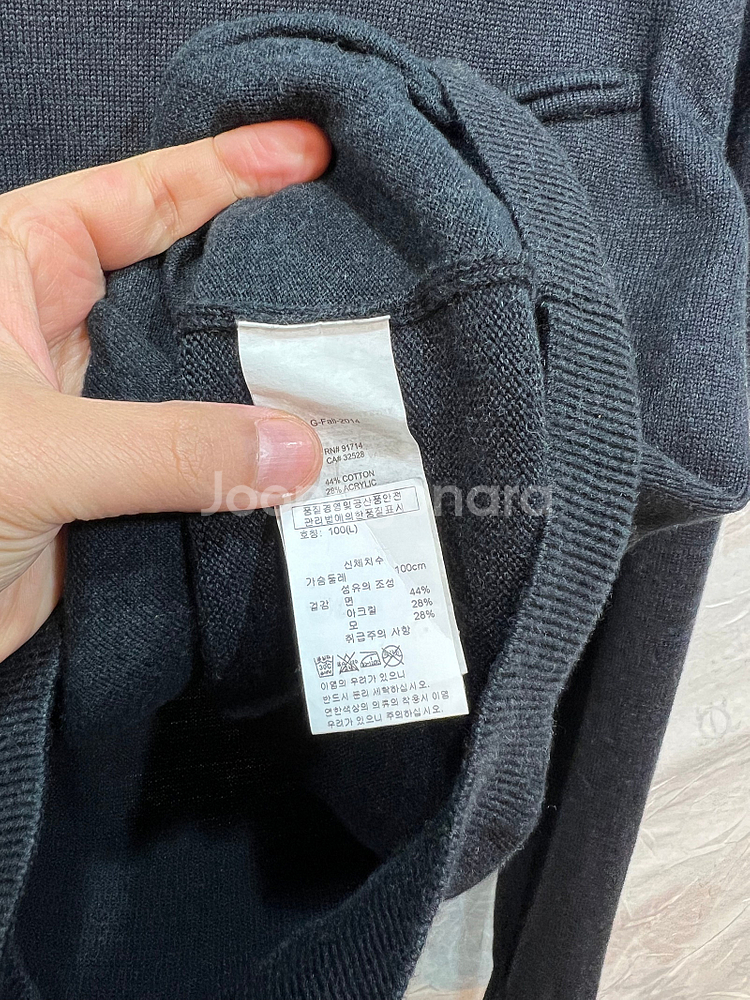 G-Fall-2014
RN# 91714
CA# 32528
44% COTTON
28% ACRYLIC
품질경영및공산품안전
관리법에의한품질표시
호칭: 100(L)
신체치수
가슴둘레 100cm
섬유의 조성
겉감 면 44%
아크릴 28%
모 28%
취급주의 사항
이염의 우려가 있으니
반드시 분리 세탁하십시오.
연한색상의 의류의 착용시 이염
우려가 있으니 주의하십시오.